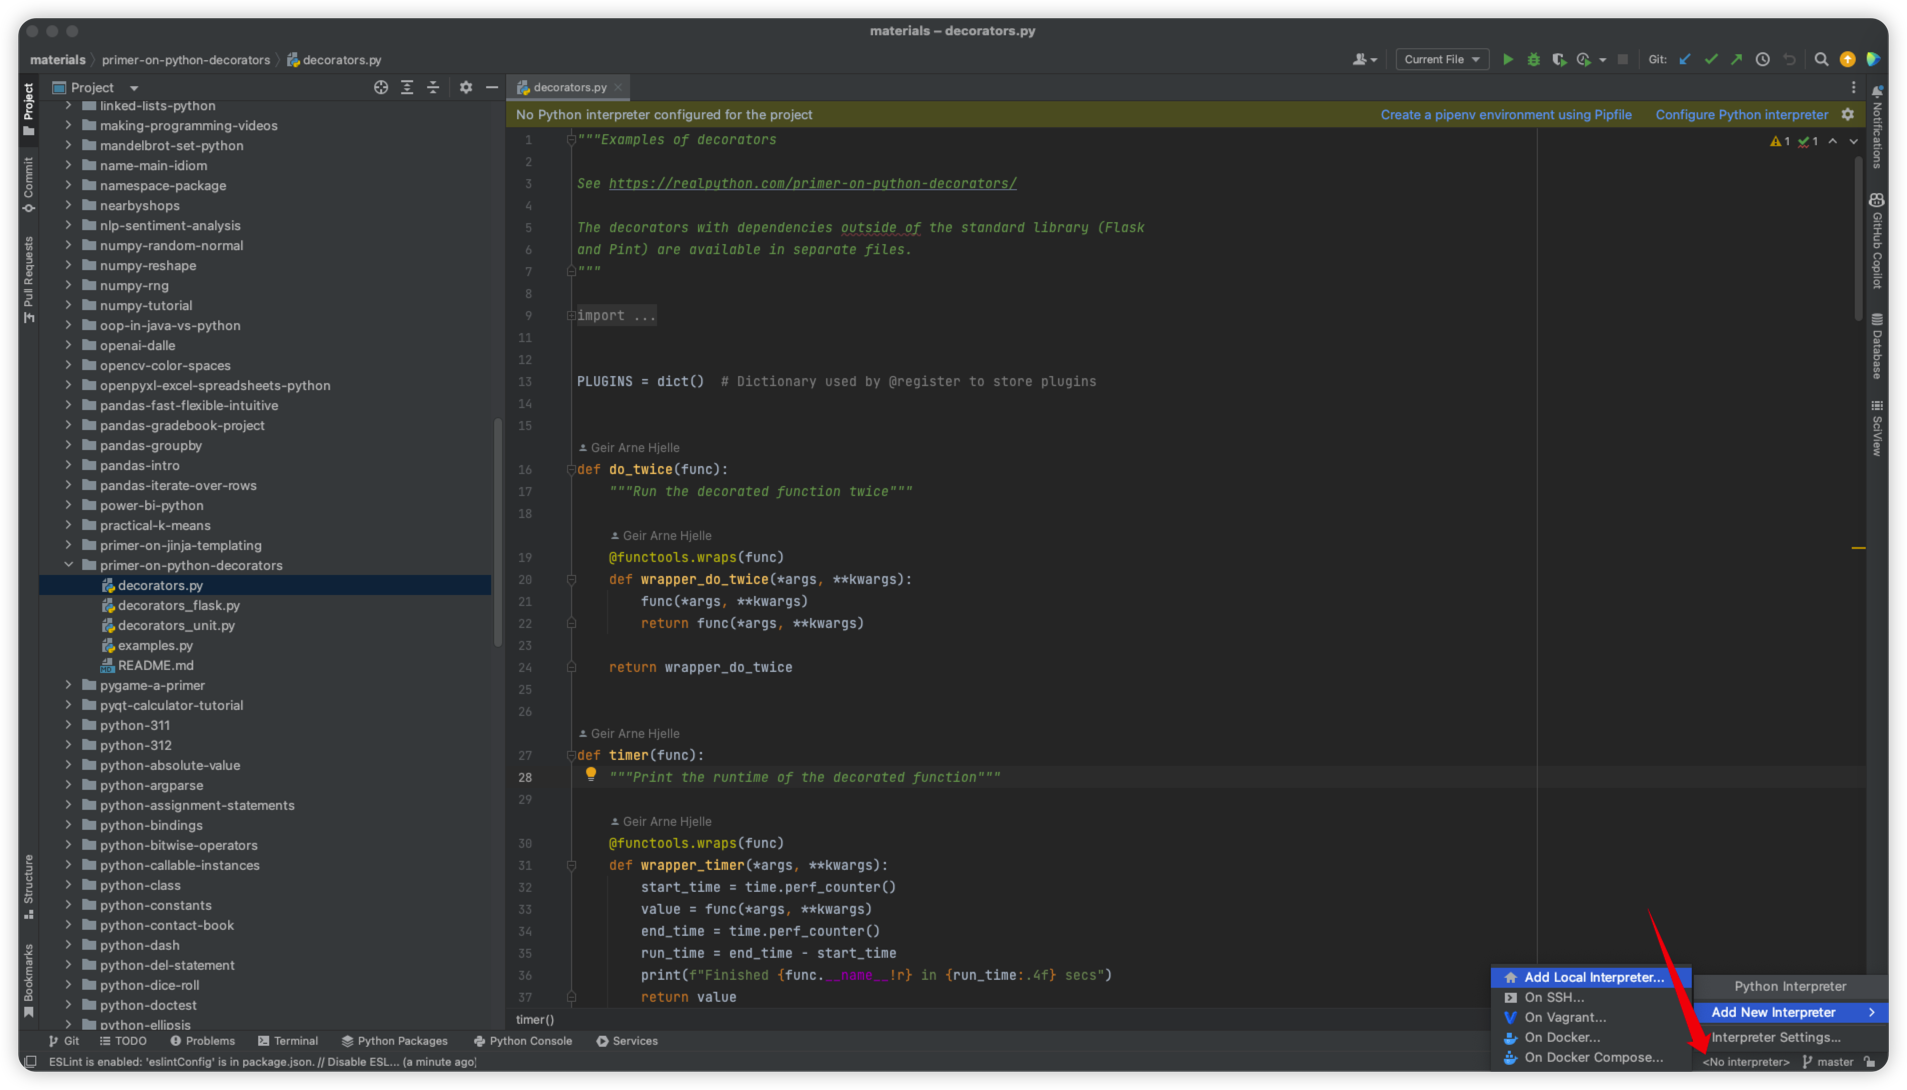 materials – decorators.py
materials primer-on-python-decorators decorators.py
Current File Git:
Project
linked-lists-python
making-programming-videos
mandelbrot-set-python
name-main-idiom
namespace-package
nearbyshops
nlp-sentiment-analysis
numpy-random-normal
numpy-reshape
numpy-rng
numpy-tutorial
oop-in-java-vs-python
openai-dalle
opencv-color-spaces
openpyxl-excel-spreadsheets-python
pandas-fast-flexible-intuitive
pandas-gradebook-project
pandas-groupby
pandas-intro
pandas-iterate-over-rows
power-bi-python
practical-k-means
primer-on-jinja-templating
primer-on-python-decorators
decorators.py
decorators_flask.py
decorators_unit.py
examples.py
README.md
pygame-a-primer
pyqt-calculator-tutorial
python-311
python-312
python-absolute-value
python-argparse
python-assignment-statements
python-bindings
python-bitwise-operators
python-callable-instances
python-class
python-constants
python-contact-book
python-dash
python-del-statement
python-dice-roll
python-doctest
python-ellipsis
Project
Commit
Pull Requests
Structure
Bookmarks
decorators.py
No Python interpreter configured for the project Create a pipenv environment using Pipfile Configure Python interpreter
1 1
1 """Examples of decorators
2
3 See https://realpython.com/primer-on-python-decorators/
4
5 The decorators with dependencies outside of the standard library (Flask
6 and Pint) are available in separate files.
7 """
8
9 import ...
11
12
13 PLUGINS = dict()  # Dictionary used by @register to store plugins
14
15
Geir Arne Hjelle
16 def do_twice(func):
17 """Run the decorated function twice"""
18
Geir Arne Hjelle
19 @functools.wraps(func)
20 def wrapper_do_twice(*args, **kwargs):
21 func(*args, **kwargs)
22 return func(*args, **kwargs)
23
24 return wrapper_do_twice
25
26
Geir Arne Hjelle
27 def timer(func):
28 """Print the runtime of the decorated function"""
29
Geir Arne Hjelle
30 @functools.wraps(func)
31 def wrapper_timer(*args, **kwargs):
32 start_time = time.perf_counter()
33 value = func(*args, **kwargs)
34 end_time = time.perf_counter()
35 run_time = end_time - start_time
36 print(f"Finished {func.__name__!r} in {run_time:.4f} secs")
37 return value
timer()
Notifications
GitHub Copilot
Database
SciView
Add Local Interpreter...
On SSH...
On Vagrant...
On Docker...
On Docker Compose...
Python Interpreter
Add New Interpreter
Interpreter Settings...
Git TODO Problems Terminal Python Packages Python Console Services
ESLint is enabled: 'eslintConfig' is in package.json. // Disable ESL... (a minute ago) <No interpreter> master